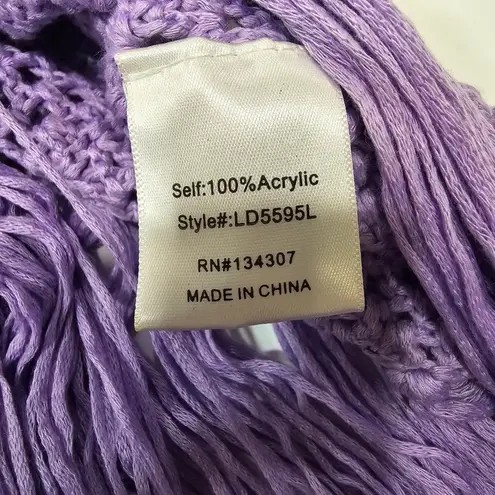 Self:100%Acrylic
Style#:LD5595L
RN#134307
MADE IN CHINA